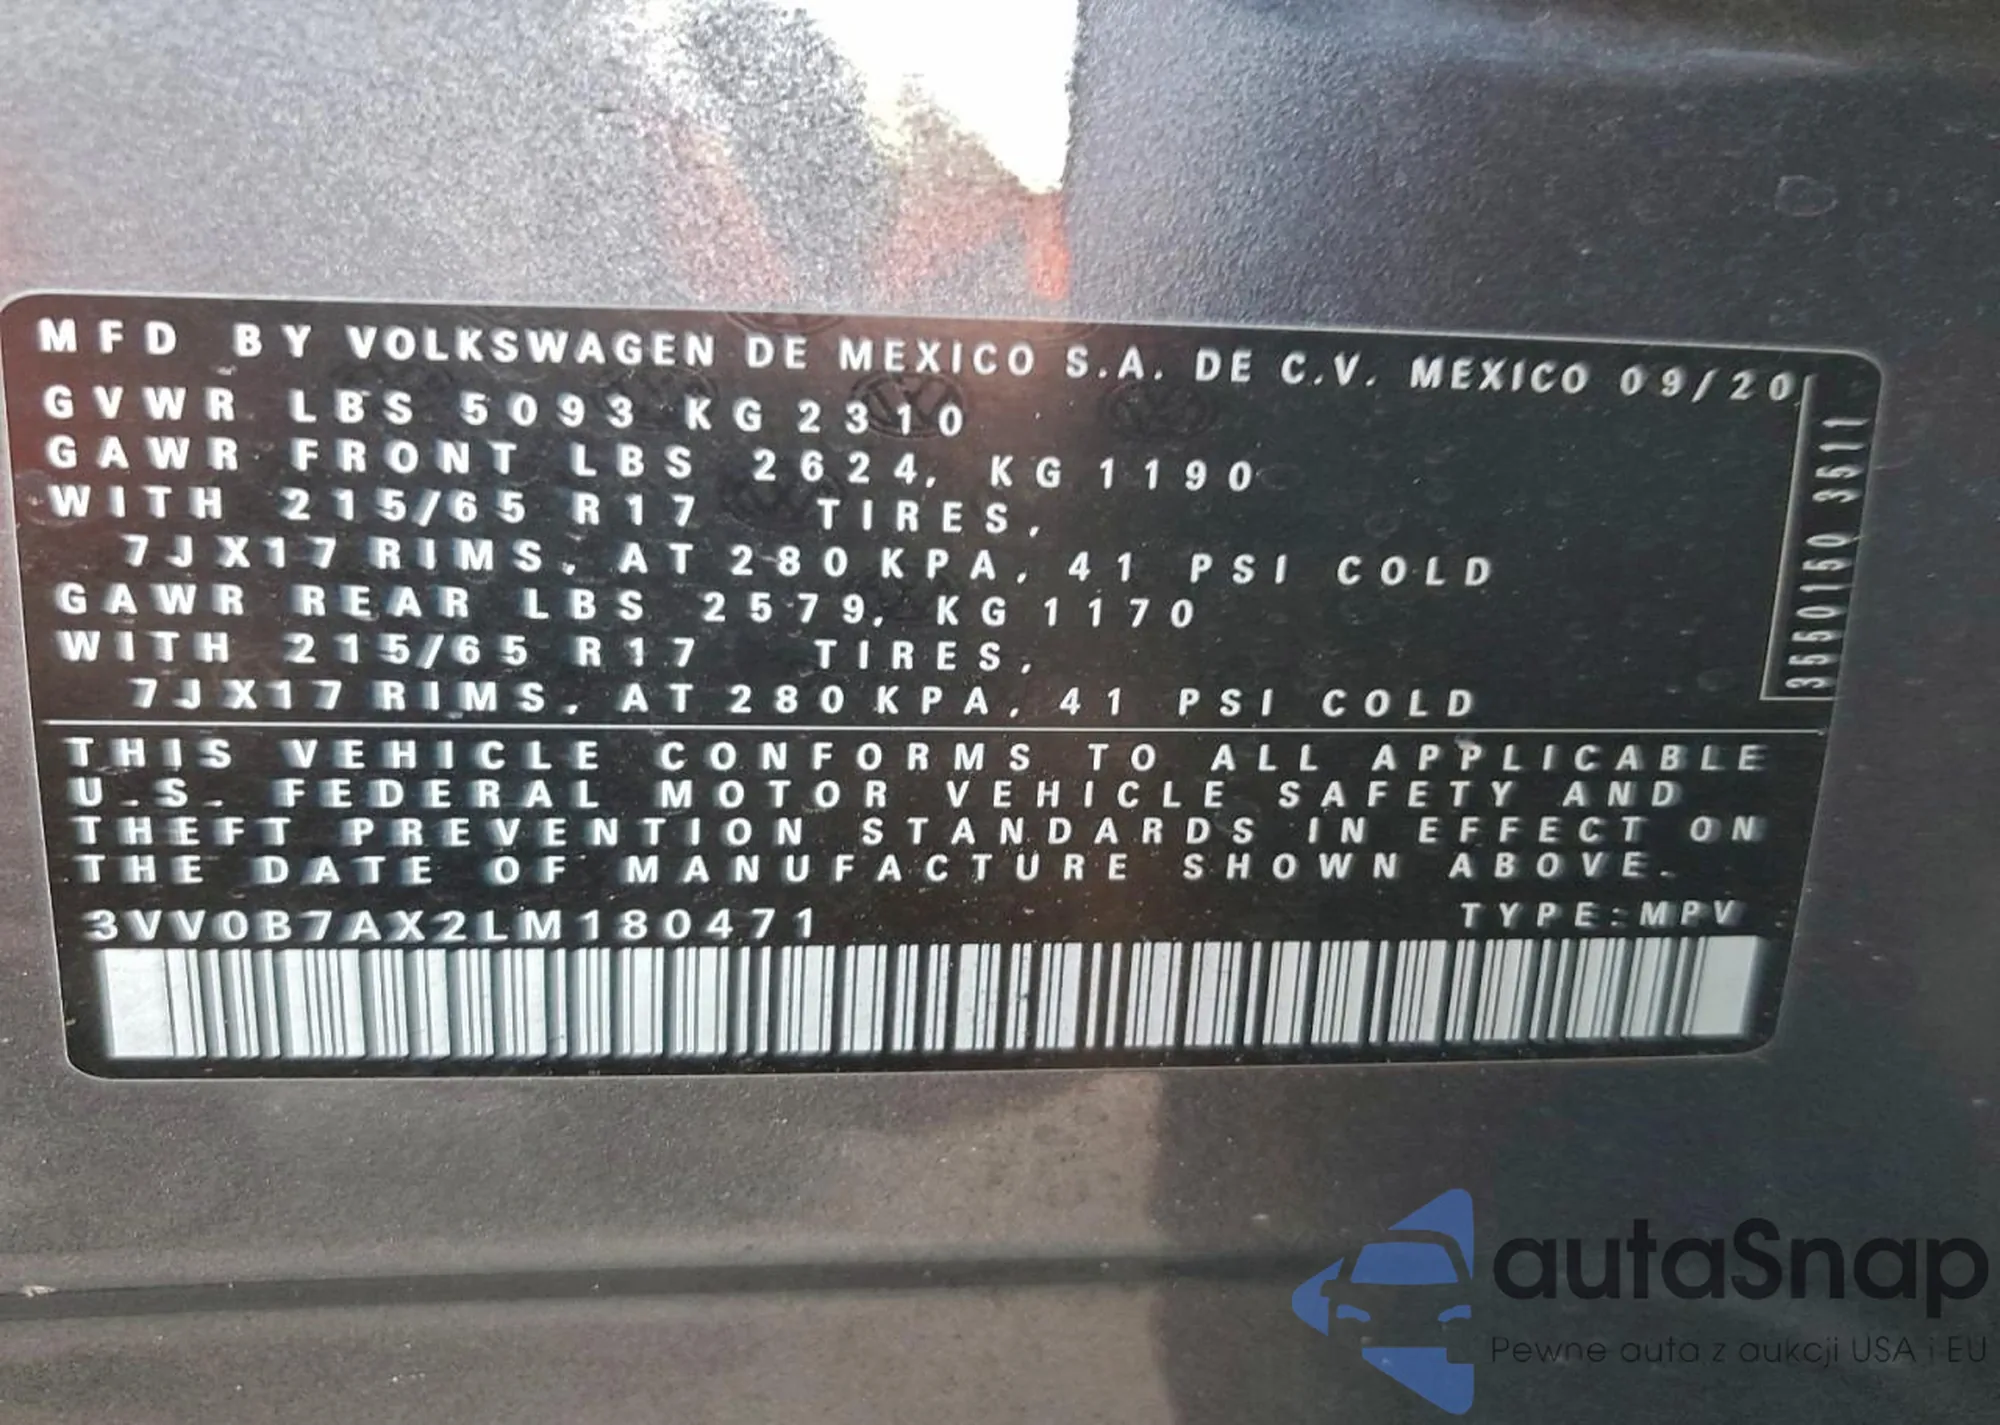 MFD BY VOLKSWAGEN DE MEXICO S.A. DE C.V. MEXICO 09/20
GVWR LBS 5093 KG 2310
GAWR FRONT LBS 2624, KG 1190
WITH 215/65 R17 TIRES,
7JX17 RIMS, AT 280 KPA, 41 PSI COLD
GAWR REAR LBS 2579, KG 1170
WITH 215/65 R17 TIRES,
7JX17 RIMS, AT 280 KPA, 41 PSI COLD
3550150 3511
THIS VEHICLE CONFORMS TO ALL APPLICABLE
U.S. FEDERAL MOTOR VEHICLE SAFETY AND
THEFT PREVENTION STANDARDS IN EFFECT ON
THE DATE OF MANUFACTURE SHOWN ABOVE.
3VV0B7AX2LM180471 TYPE:MPV
autaSnap
Pewne auta z aukcji USA i EU